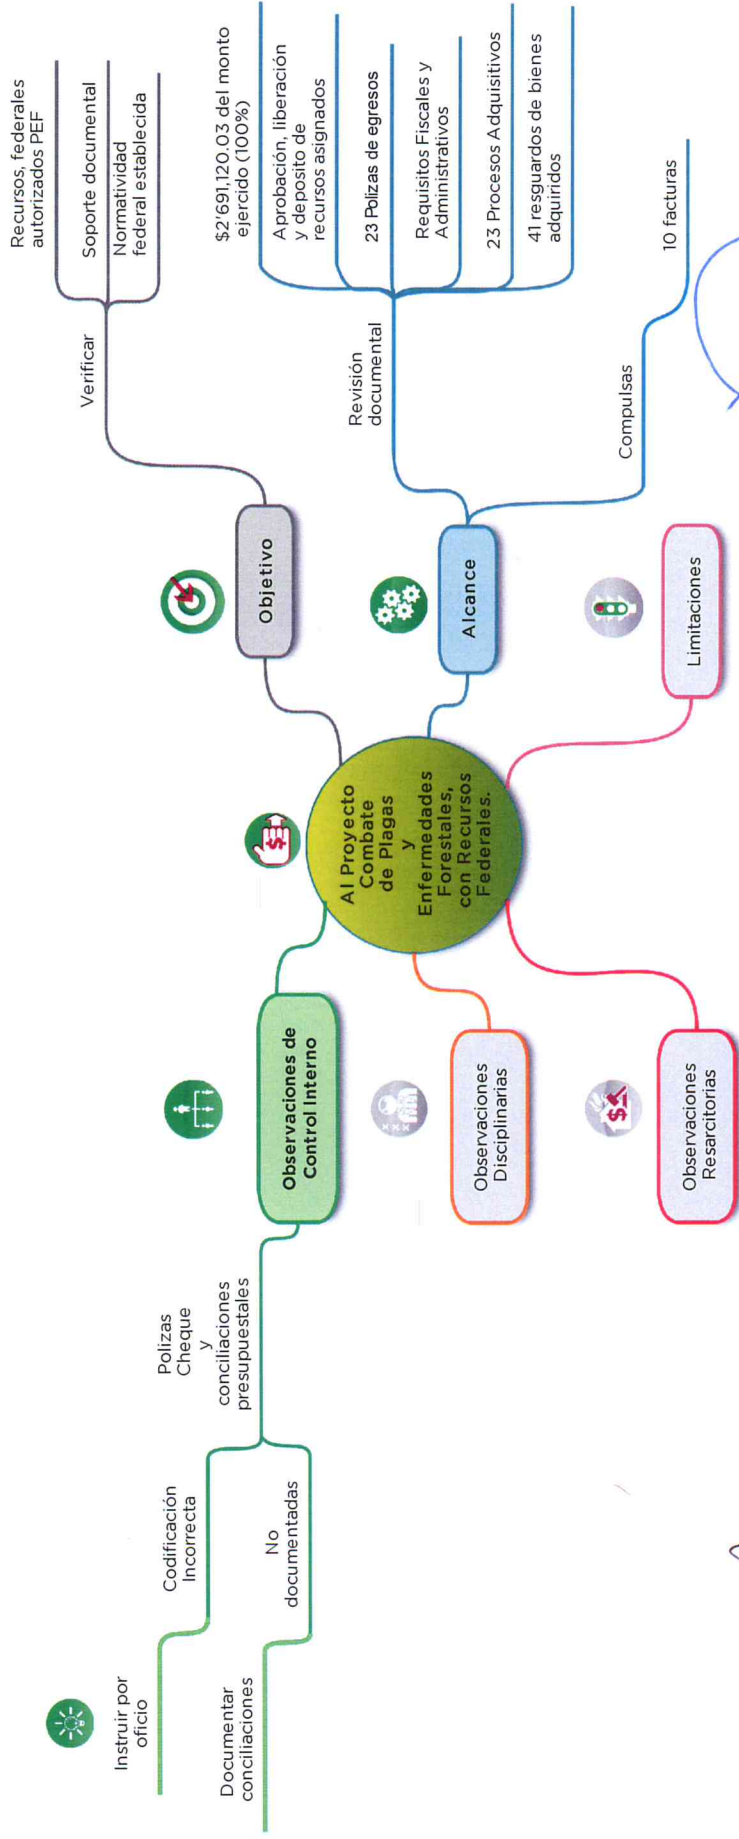 Al Proyecto
Combate
de Plagas
y
Enfermedades
Forestales,
con Recursos
Federales.
Objetivo
Verificar
Recursos, federales
autorizados PEF
Soporte documental
Normatividad
federal establecida
Alcance
Revisión
documental
$2'691,120.03 del monto
ejercido (100%)
Aprobación, liberación
y deposito de
recursos asignados
23 Polizas de egresos
Requisitos Fiscales y
Administrativos
23 Procesos Adquisitivos
41 resguardos de bienes
adquiridos
Compulsas
10 facturas
Limitaciones
Observaciones de
Control Interno
Polizas
Cheque
y
conciliaciones
presupuestales
Codificación
Incorrecta
Instruir por
oficio
No
documentadas
Documentar
conciliaciones
Observaciones
Disciplinarias
Observaciones
Resarcitorias